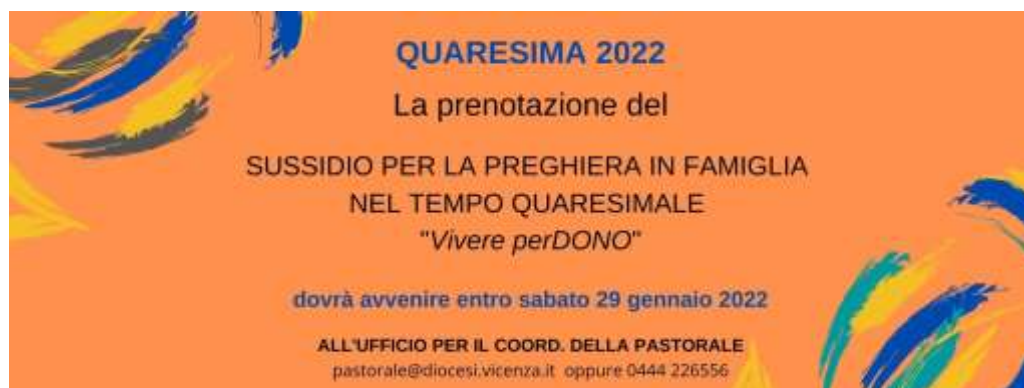 QUARESIMA 2022
La prenotazione del
SUSSIDIO PER LA PREGHIERA IN FAMIGLIA
NEL TEMPO QUARESIMALE
"Vivere perDONO"
dovrà avvenire entro sabato 29 gennaio 2022
ALL'UFFICIO PER IL COORD. DELLA PASTORALE
pastorale@diocesi.vicenza.it oppure 0444 226556